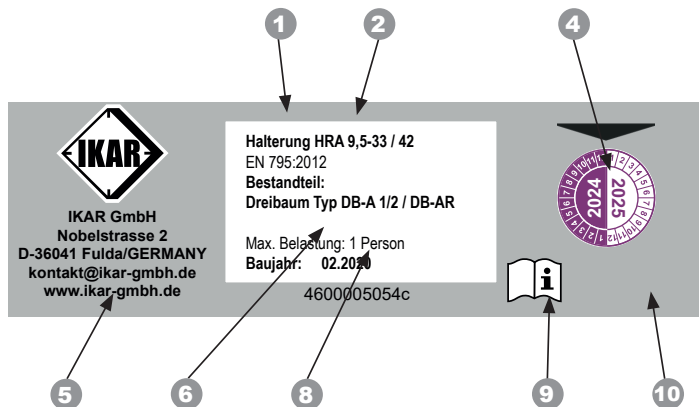 1
2
4
IKAR
IKAR GmbH
Nobelstrasse 2
D-36041 Fulda/GERMANY
kontakt@ikar-gmbh.de
www.ikar-gmbh.de
Halterung HRA 9,5-33 / 42
EN 795:2012
Bestandteil:
Dreibaum Typ DB-A 1/2 / DB-AR
Max. Belastung: 1 Person
Baujahr: 02.2020
4600005054c
2024
2025
i
5
6
8
9
10